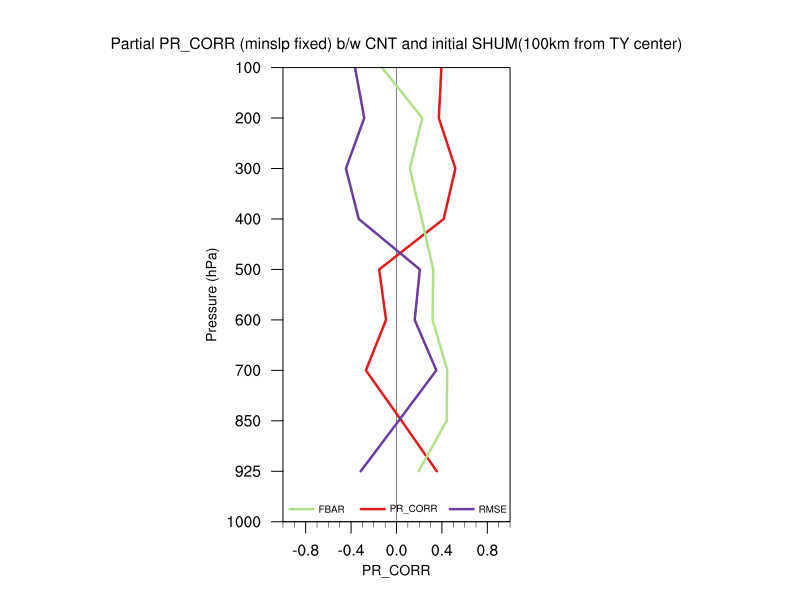 Partial PR_CORR (minslp fixed) b/w CNT and initial SHUM(100km from TY center)
100
200
300
400
500
600
700
850
925
1000
Pressure (hPa)
FBAR PR_CORR RMSE
-0.8 -0.4 0.0 0.4 0.8
PR_CORR